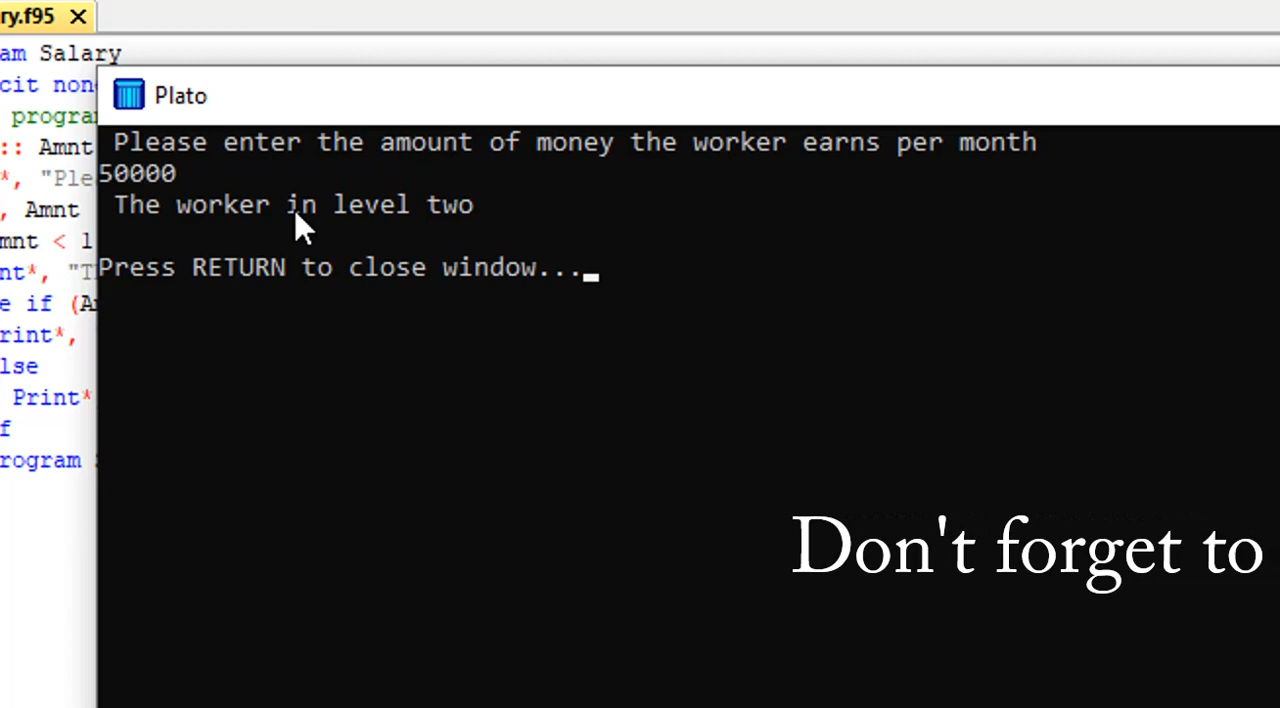 ry.f95
am Salary
cit non
Plato
program
Please enter the amount of money the worker earns per month
:: Amnt
50000
*, "Ple
The worker in level two
, Amnt
mnt < 1
Press RETURN to close window...
nt*, "T
e if (A
rint*,
lse
Print*
f
rogram
Don't forget to